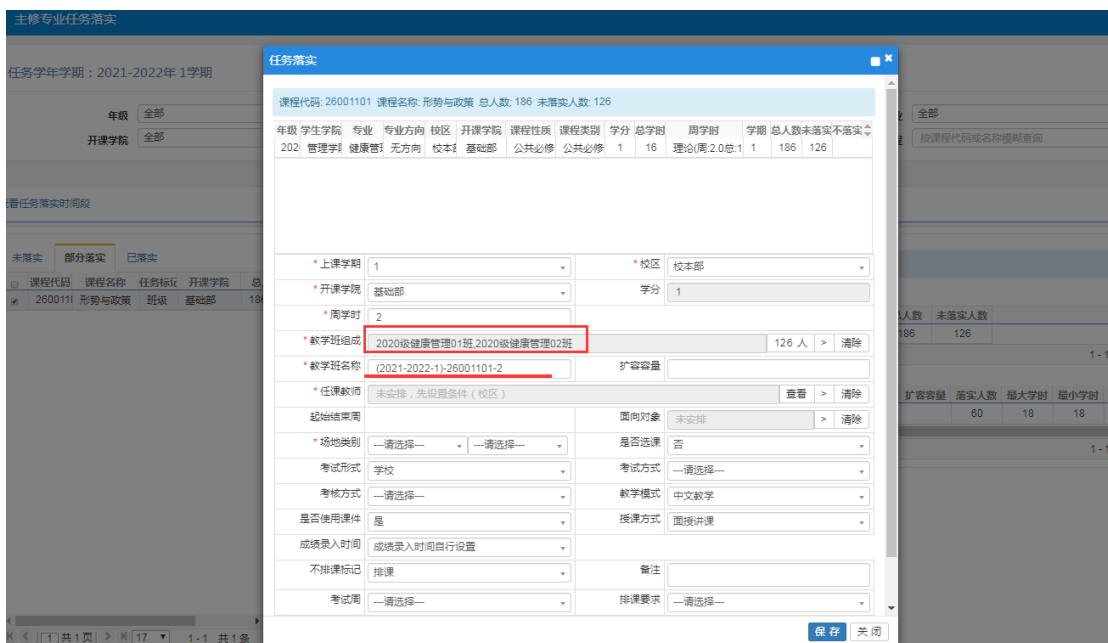 主修专业任务落实
任务学年学期：2021-2022年 1学期
年级 全部
开课学院 全部
看任务落实时间段
未落实 部分落实 已落实
课程代码 课程名称 任务标记 开课学院 总
260011 形势与政策 班级 基础部 186
共1页 17 1-1 共1条
任务落实
课程代码: 26001101 课程名称: 形势与政策 总人数: 186 未落实人数: 126
年级 学生学院 专业 专业方向 校区 开课学院 课程性质 课程类别 学分 总学时 周学时 学期 总人数 未落实 不落实
202 管理学 健康管 无方向 校本 基础部 公共必修 公共必修 1 16 理论(周:2.0总:1 1 186 126
* 上课学期 1 * 校区 校本部
* 开课学院 基础部 学分 1
* 周学时 2
* 教学班组成 2020级健康管理01班,2020级健康管理02班 126 人 > 清除
* 教学班名称 (2021-2022-1)-26001101-2 扩容容量
* 任课教师 未安排，先设置条件（校区） 查看 > 清除
起始结束周 面向对象 未安排 > 清除
* 场地类别 ---请选择--- ---请选择--- 是否选课 否
考试形式 学校 考试方式 ---请选择---
考核方式 ---请选择--- 教学模式 中文教学
是否使用课件 是 授课方式 面授讲课
成绩录入时间 成绩录入时间自行设置
不排课标记 排课 备注
考试周 ---请选择--- 排课要求 ---请选择---
保 存 关 闭
全部
按课程代码或名称模糊查询
人数 未落实人数
186 126
1 - 1
扩容容量 落实人数 最大学时 最小学时
60 18 18
1 - 1